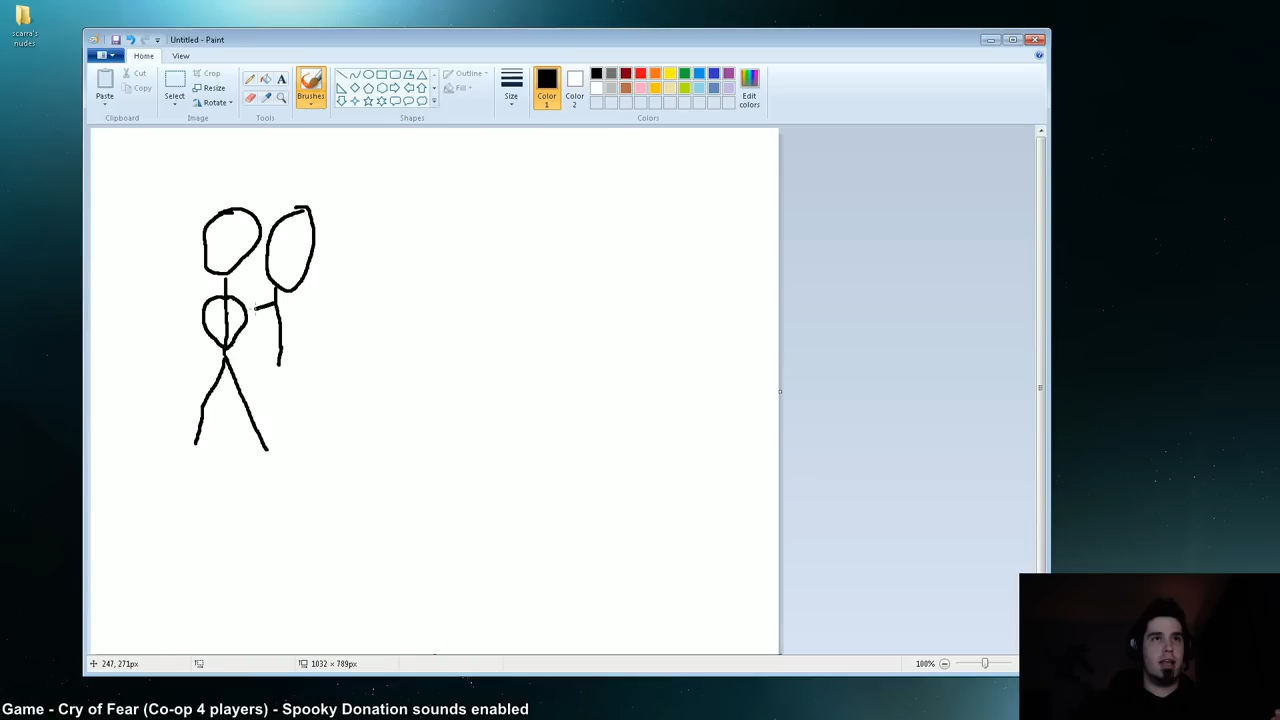 scarra's
nudes
Untitled - Paint
Home View
Cut
Copy
Paste
Clipboard
Crop
Resize
Rotate
Select
Image
A
Tools
Brushes
Outline
Fill
Shapes
Size
Color
1
Color
2
Edit
colors
Colors
247, 271px
1032 × 789px
100%
Game - Cry of Fear (Co-op 4 players) - Spooky Donation sounds enabled